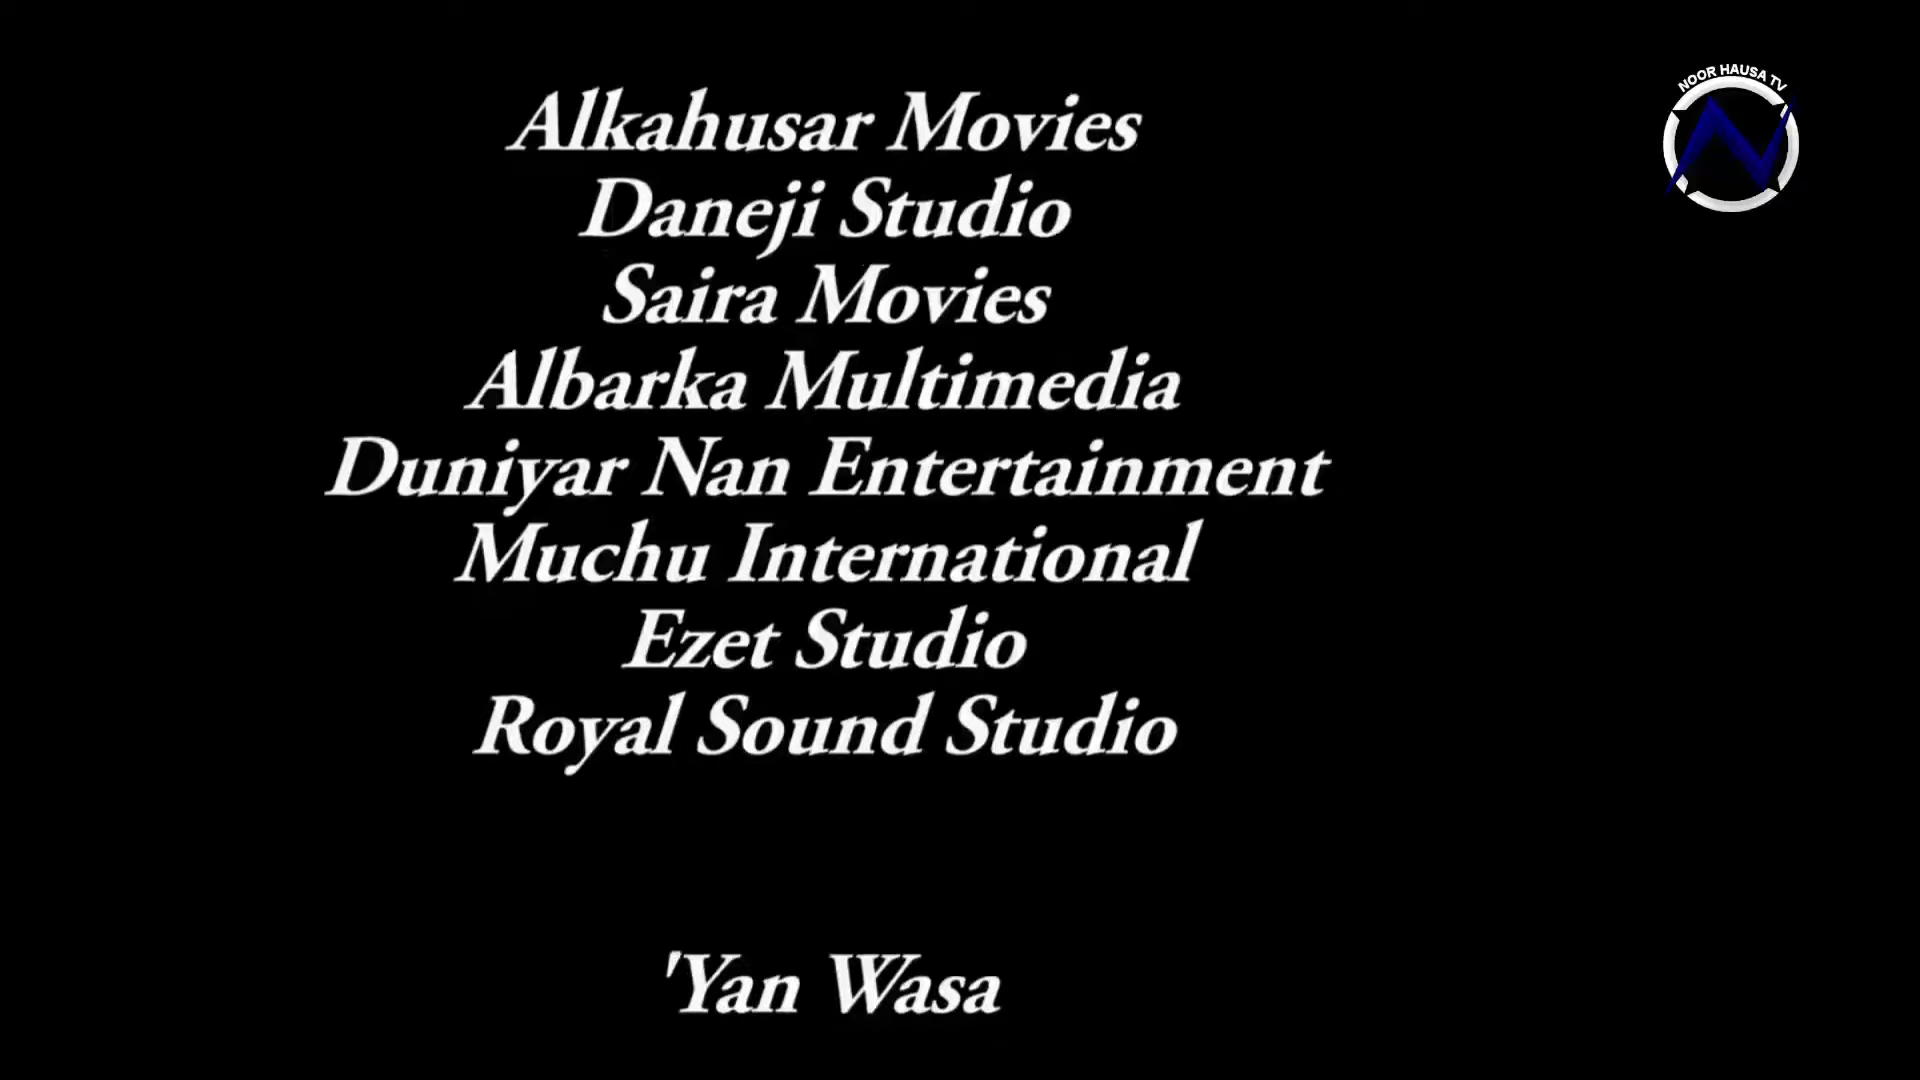 NOOR HAUSA TV
Alkahusar Movies
Daneji Studio
Saira Movies
Albarka Multimedia
Duniyar Nan Entertainment
Muchu International
Ezet Studio
Royal Sound Studio
'Yan Wasa